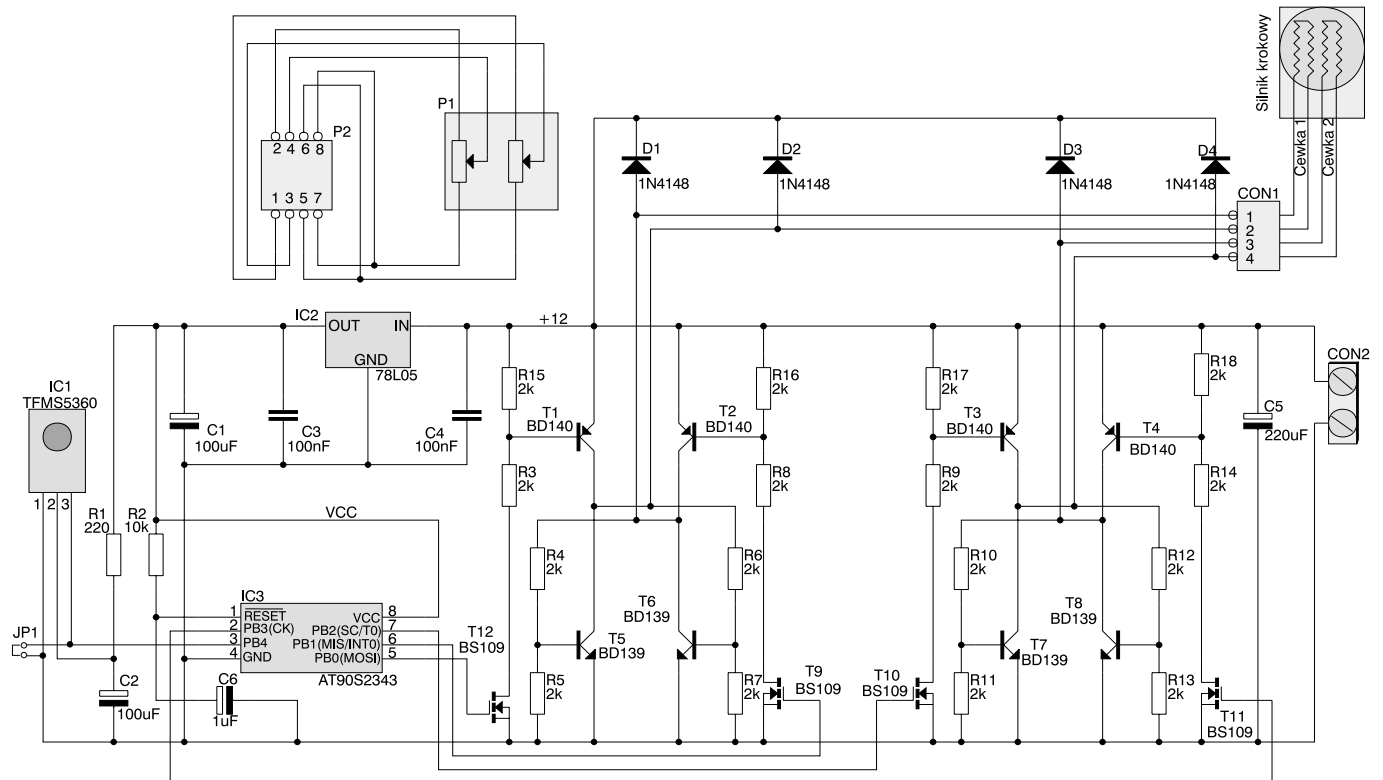 Silnik krokowy
Cewka 1
Cewka 2
P1
P2
2 4 6 8
1 3 5 7
D1
1N4148
D2
1N4148
D3
1N4148
D4
1N4148
CON1
1
2
3
4
IC2
OUT IN
GND
78L05
+12
CON2
IC1
TFMS5360
1 2 3
C1
100uF
C3
100nF
C4
100nF
R15
2k
T1
BD140
R3
2k
T2
BD140
R16
2k
R8
2k
R17
2k
T3
BD140
R9
2k
T4
BD140
R18
2k
R14
2k
C5
220uF
R1
220
R2
10k
VCC
R4
2k
R6
2k
R10
2k
R12
2k
IC3
1 RESET
2 PB3(CK)
3 PB4
4 GND
VCC 8
PB2(SC/T0) 7
PB1(MIS/INT0) 6
PB0(MOSI) 5
AT90S2343
JP1
T12
BS109
T5
BD139
T6
BD139
T7
BD139
T8
BD139
C2
100uF
C6
1uF
R5
2k
R7
2k
T9
BS109
T10
BS109
R11
2k
R13
2k
T11
BS109